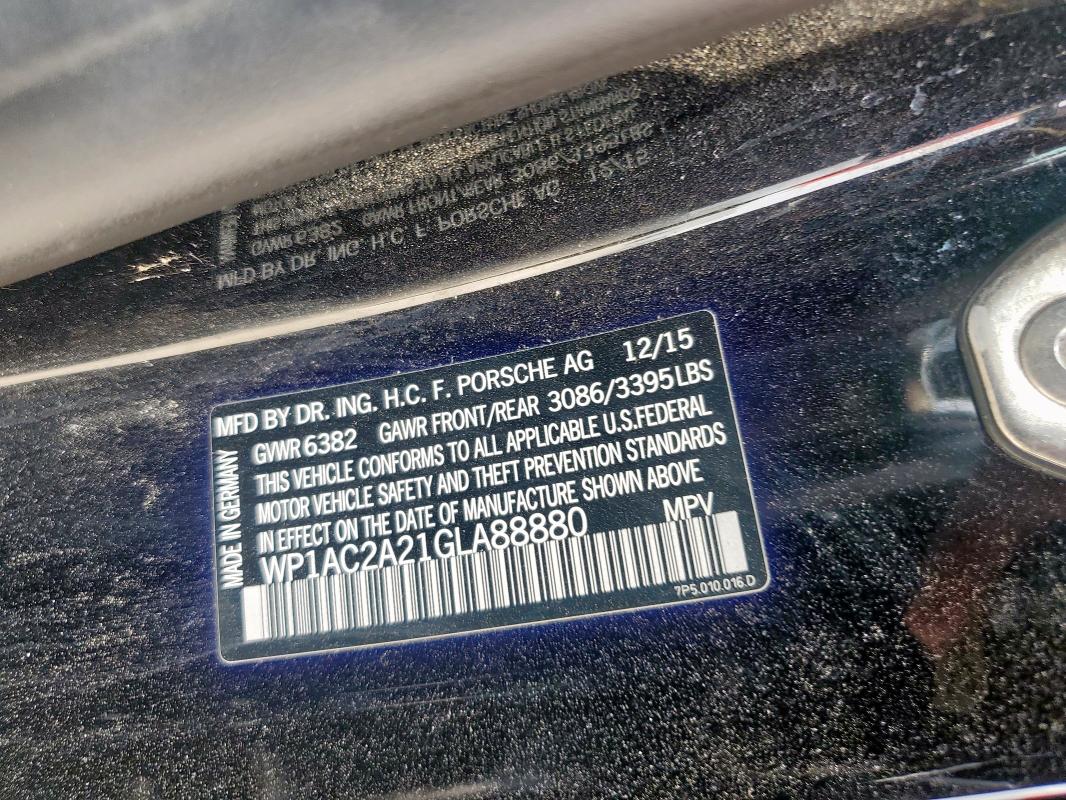 MFD BY DR. ING. H.C. F. PORSCHE AG 12/15
GVWR 6382 GAWR FRONT/REAR 3086/3395 LBS
THIS VEHICLE CONFORMS TO ALL APPLICABLE U.S.FEDERAL
MOTOR VEHICLE SAFETY AND THEFT PREVENTION STANDARDS
IN EFFECT ON THE DATE OF MANUFACTURE SHOWN ABOVE
WP1AC2A21GLA88880 MPV
7P5.010.016.D
MADE IN GERMANY